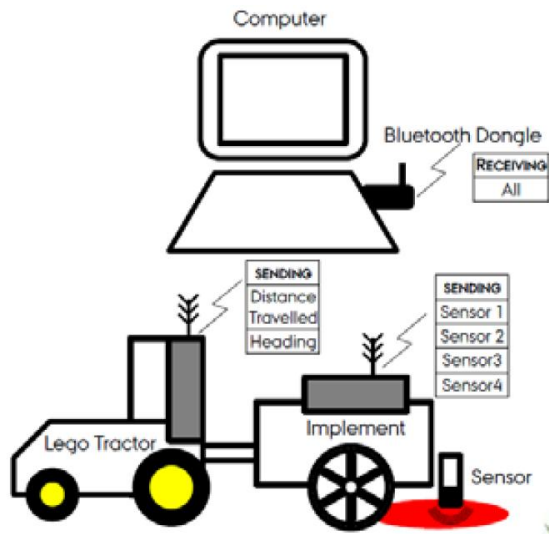 Computer
Bluetooth Dongle
RECEIVING
All
SENDING
Distance
Travelled
Heading
SENDING
Sensor 1
Sensor 2
Sensor3
Sensor4
Lego Tractor
Implement
Sensor